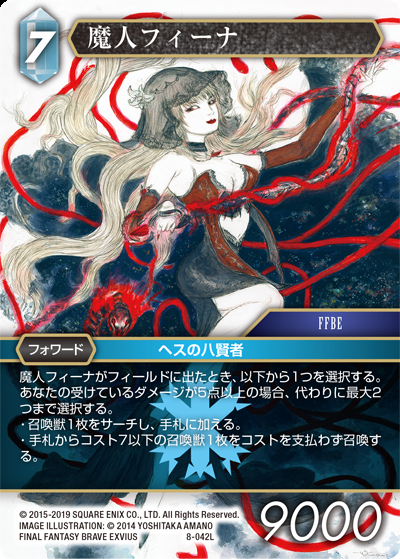 7
魔人フィーナ
FFBE
フォワード
ヘスの八賢者
魔人フィーナがフィールドに出たとき、以下から1つを選択する。
あなたの受けているダメージが5点以上の場合、代わりに最大2
つまで選択する。
・召喚獣1枚をサーチし、手札に加える。
・手札からコスト7以下の召喚獣1枚をコストを支払わず召喚す
る。
© 2015-2019 SQUARE ENIX CO., LTD. All Rights Reserved.
IMAGE ILLUSTRATION: © 2014 YOSHITAKA AMANO
FINAL FANTASY BRAVE EXVIUS
8-042L
9000